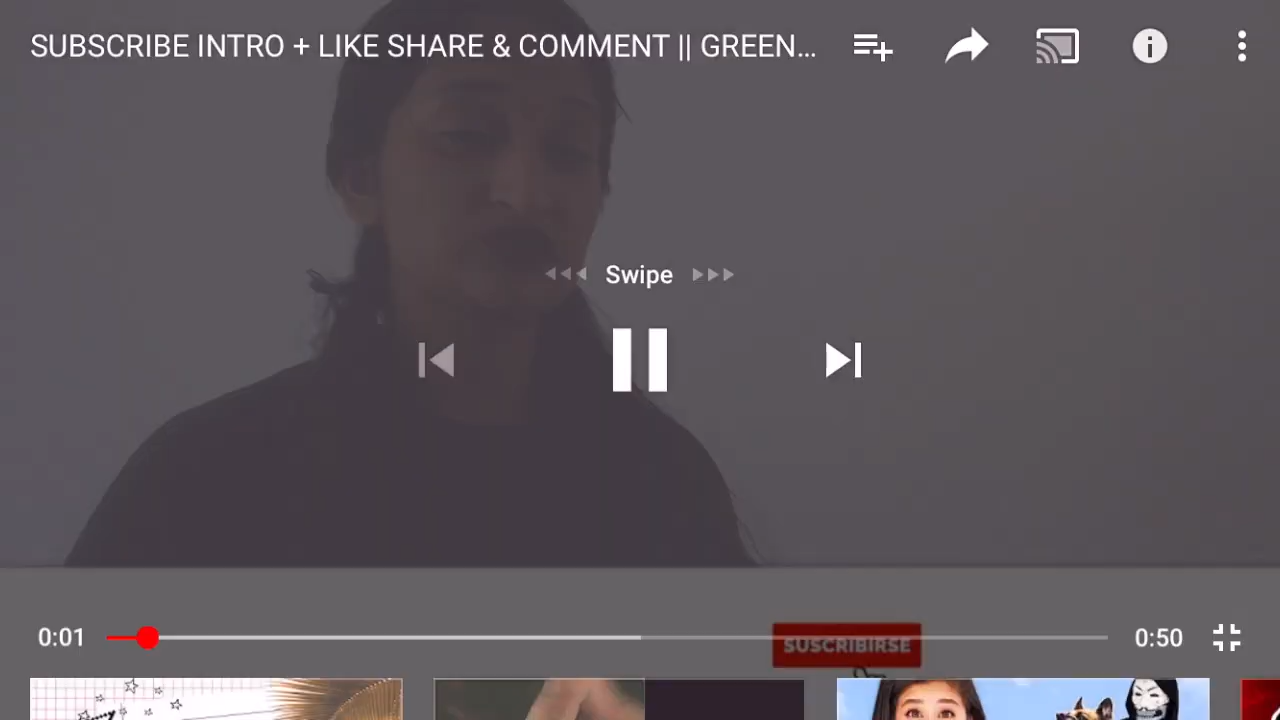 SUBSCRIBE INTRO + LIKE SHARE & COMMENT || GREEN...
Swipe
0:01
0:50
SUSCRIBIRSE